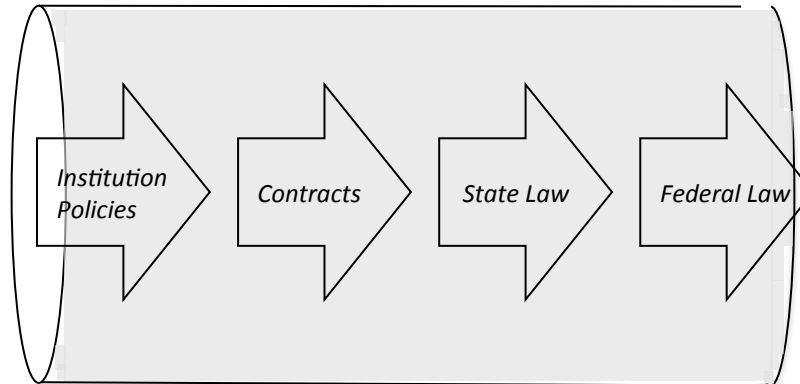 Institution
Policies
Contracts
State Law
Federal Law